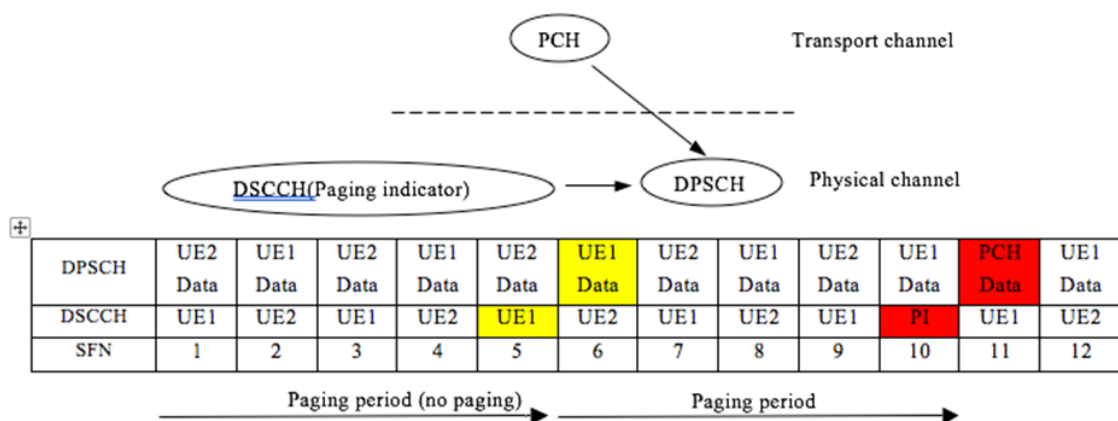 PCH Transport channel
DSCCH(Paging indicator) DPSCH Physical channel
DPSCH UE2 Data UE1 Data UE2 Data UE1 Data UE2 Data UE1 Data UE2 Data UE1 Data UE2 Data UE1 Data PCH Data UE1 Data
DSCCH UE1 UE2 UE1 UE2 UE1 UE2 UE1 UE2 UE1 PI UE1 UE2
SFN 1 2 3 4 5 6 7 8 9 10 11 12
Paging period (no paging) Paging period